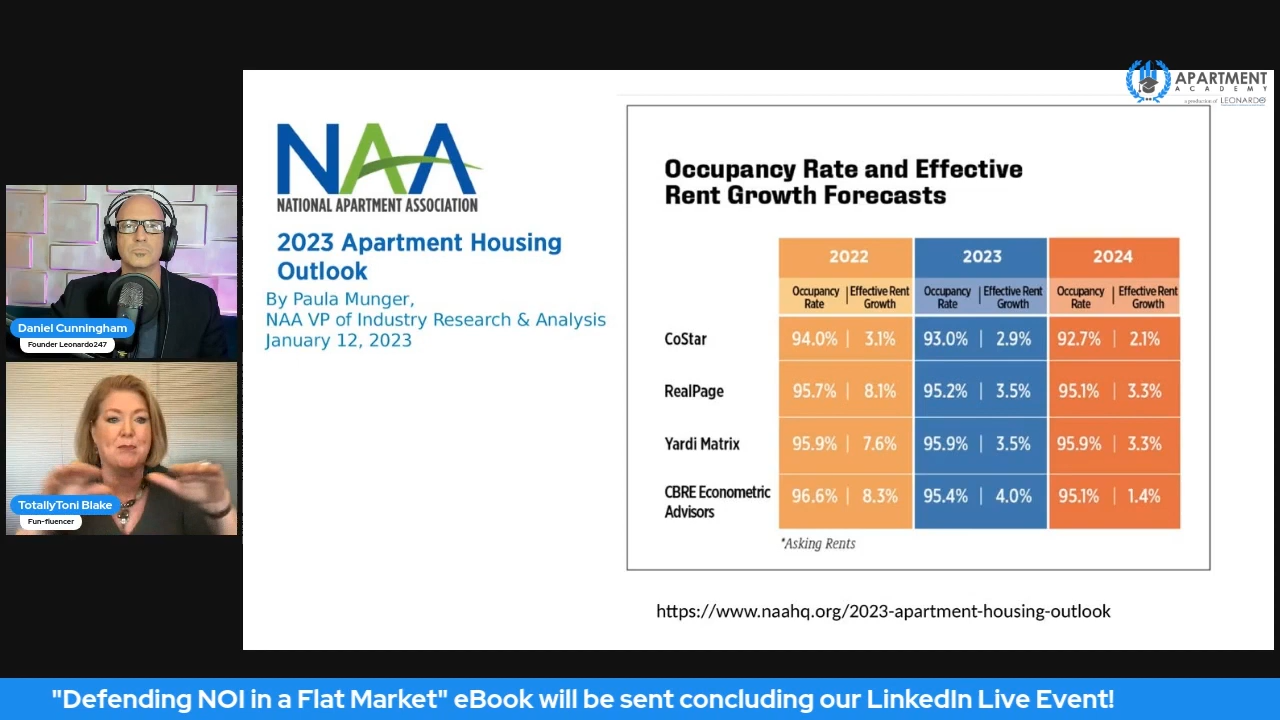 APARTMENT
ACADEMY
a production of LEONARDO
NAA
NATIONAL APARTMENT ASSOCIATION
2023 Apartment Housing
Outlook
By Paula Munger,
NAA VP of Industry Research & Analysis
January 12, 2023
Occupancy Rate and Effective
Rent Growth Forecasts
2022 2023 2024
Occupancy Rate | Effective Rent Growth Occupancy Rate | Effective Rent Growth Occupancy Rate | Effective Rent Growth
CoStar 94.0% | 3.1% 93.0% | 2.9% 92.7% | 2.1%
RealPage 95.7% | 8.1% 95.2% | 3.5% 95.1% | 3.3%
Yardi Matrix 95.9% | 7.6% 95.9% | 3.5% 95.9% | 3.3%
CBRE Econometric Advisors 96.6% | 8.3% 95.4% | 4.0% 95.1% | 1.4%
*Asking Rents
https://www.naahq.org/2023-apartment-housing-outlook
Daniel Cunningham
Founder Leonardo247
TotallyToni Blake
Fun-fluencer
"Defending NOI in a Flat Market" eBook will be sent concluding our LinkedIn Live Event!